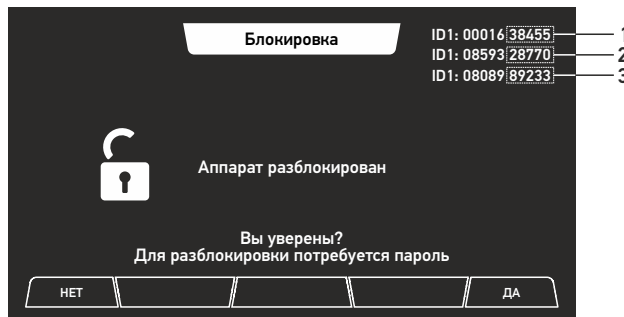 Блокировка
ID1: 00016 38455 1
ID1: 08593 28770 2
ID1: 08089 89233 3
Аппарат разблокирован
Вы уверены?
Для разблокировки потребуется пароль
НЕТ ДА